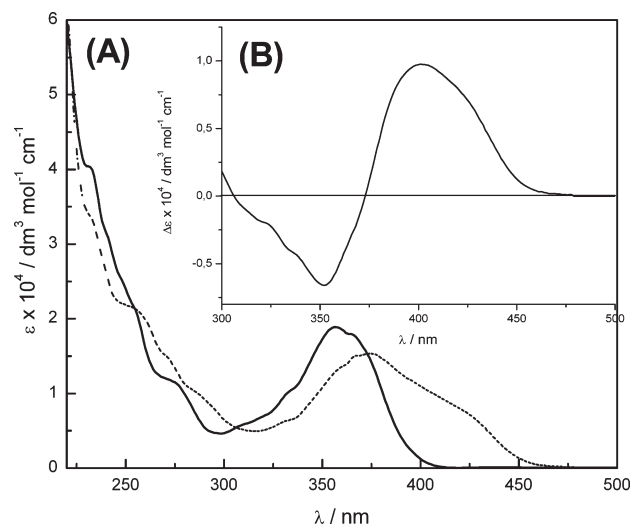 (A)
(B)
ε x 10⁴ / dm³ mol⁻¹ cm⁻¹
6
5
4
3
2
1
0
250 300 350 400 450 500
λ / nm
Δε x 10⁴ / dm³ mol⁻¹ cm⁻¹
1,0
0,5
0,0
-0,5
300 350 400 450 500
λ / nm